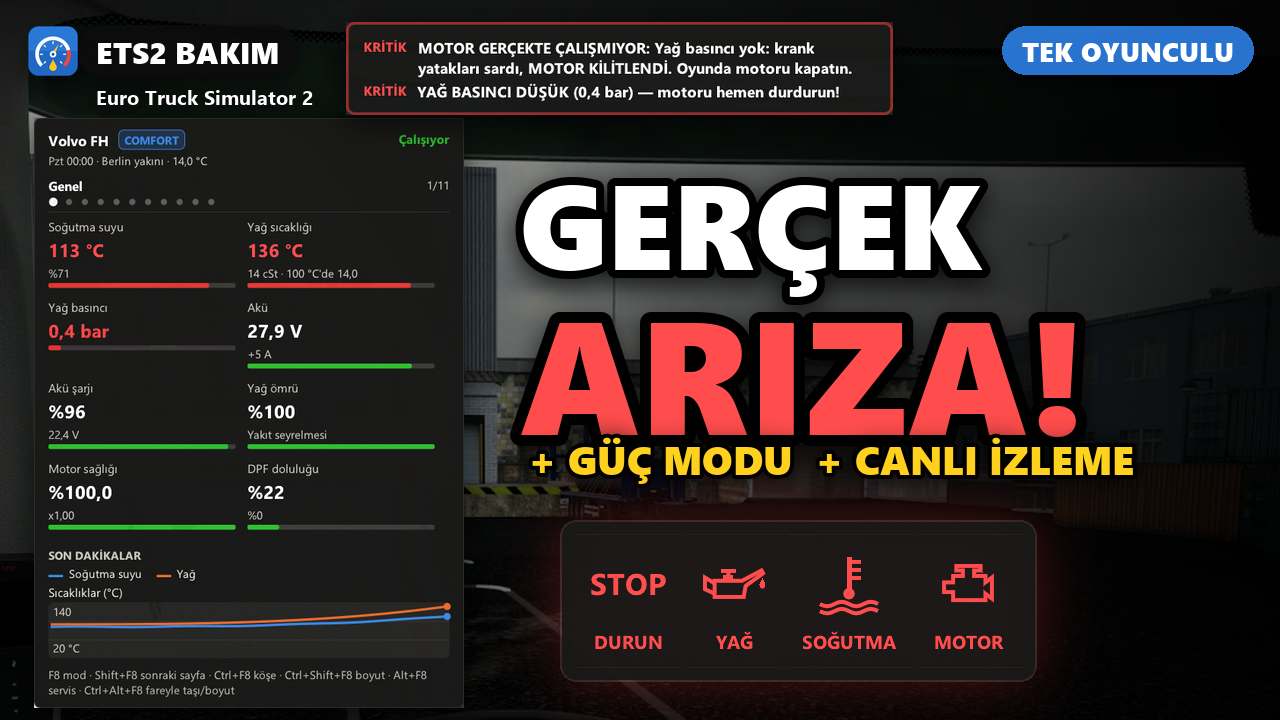 ETS2 BAKIM
Euro Truck Simulator 2
KRİTİK MOTOR GERÇEKTE ÇALIŞMIYOR: Yağ basıncı yok: krank
yatakları sardı, MOTOR KİLİTLENDİ. Oyunda motoru kapatın.
KRİTİK YAĞ BASINCI DÜŞÜK (0,4 bar) — motoru hemen durdurun!
TEK OYUNCULU
Volvo FH COMFORT Çalışıyor
Pzt 00:00 · Berlin yakını · 14,0 °C
Genel 1/11
Soğutma suyu Yağ sıcaklığı
113 °C 136 °C
%71 14 cSt · 100 °C'de 14,0
Yağ basıncı Akü
0,4 bar 27,9 V
+5 A
Akü şarjı Yağ ömrü
%96 %100
22,4 V Yakıt seyrelmesi
Motor sağlığı DPF doluluğu
%100,0 %22
x1,00 %0
SON DAKİKALAR
Soğutma suyu Yağ
Sıcaklıklar (°C)
140
20 °C
F8 mod · Shift+F8 sonraki sayfa · Ctrl+F8 köşe · Ctrl+Shift+F8 boyut · Alt+F8
servis · Ctrl+Alt+F8 fareyle taşı/boyut
GERÇEK
ARIZA!
+ GÜÇ MODU + CANLI İZLEME
STOP
DURUN YAĞ SOĞUTMA MOTOR